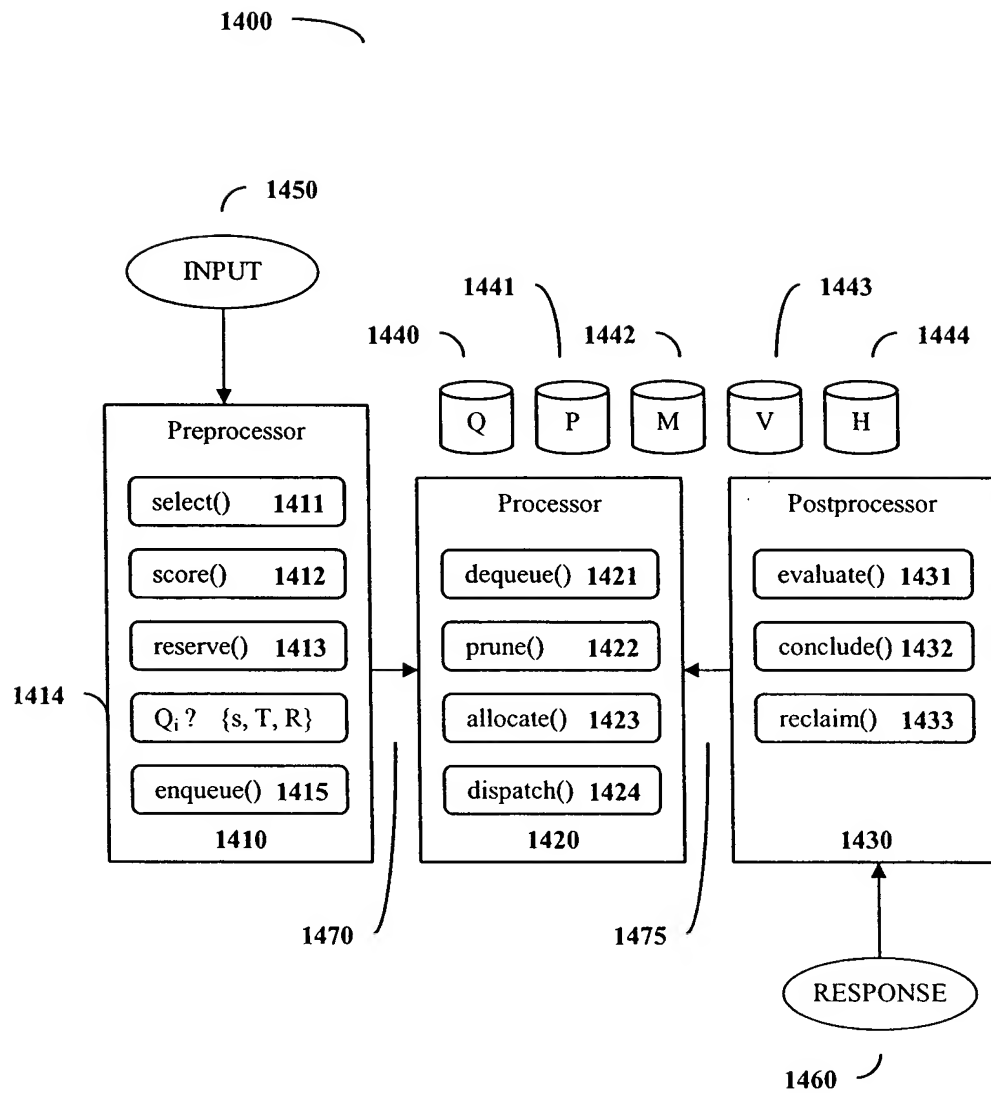 1400
1450
INPUT
1441
1443
1440
1442
1444
Q P M V H
Preprocessor
select() 1411
score() 1412
reserve() 1413
1414
Qi ? {s, T, R}
enqueue() 1415
1410
Processor
dequeue() 1421
prune() 1422
allocate() 1423
dispatch() 1424
1420
Postprocessor
evaluate() 1431
conclude() 1432
reclaim() 1433
1430
1470
1475
RESPONSE
1460